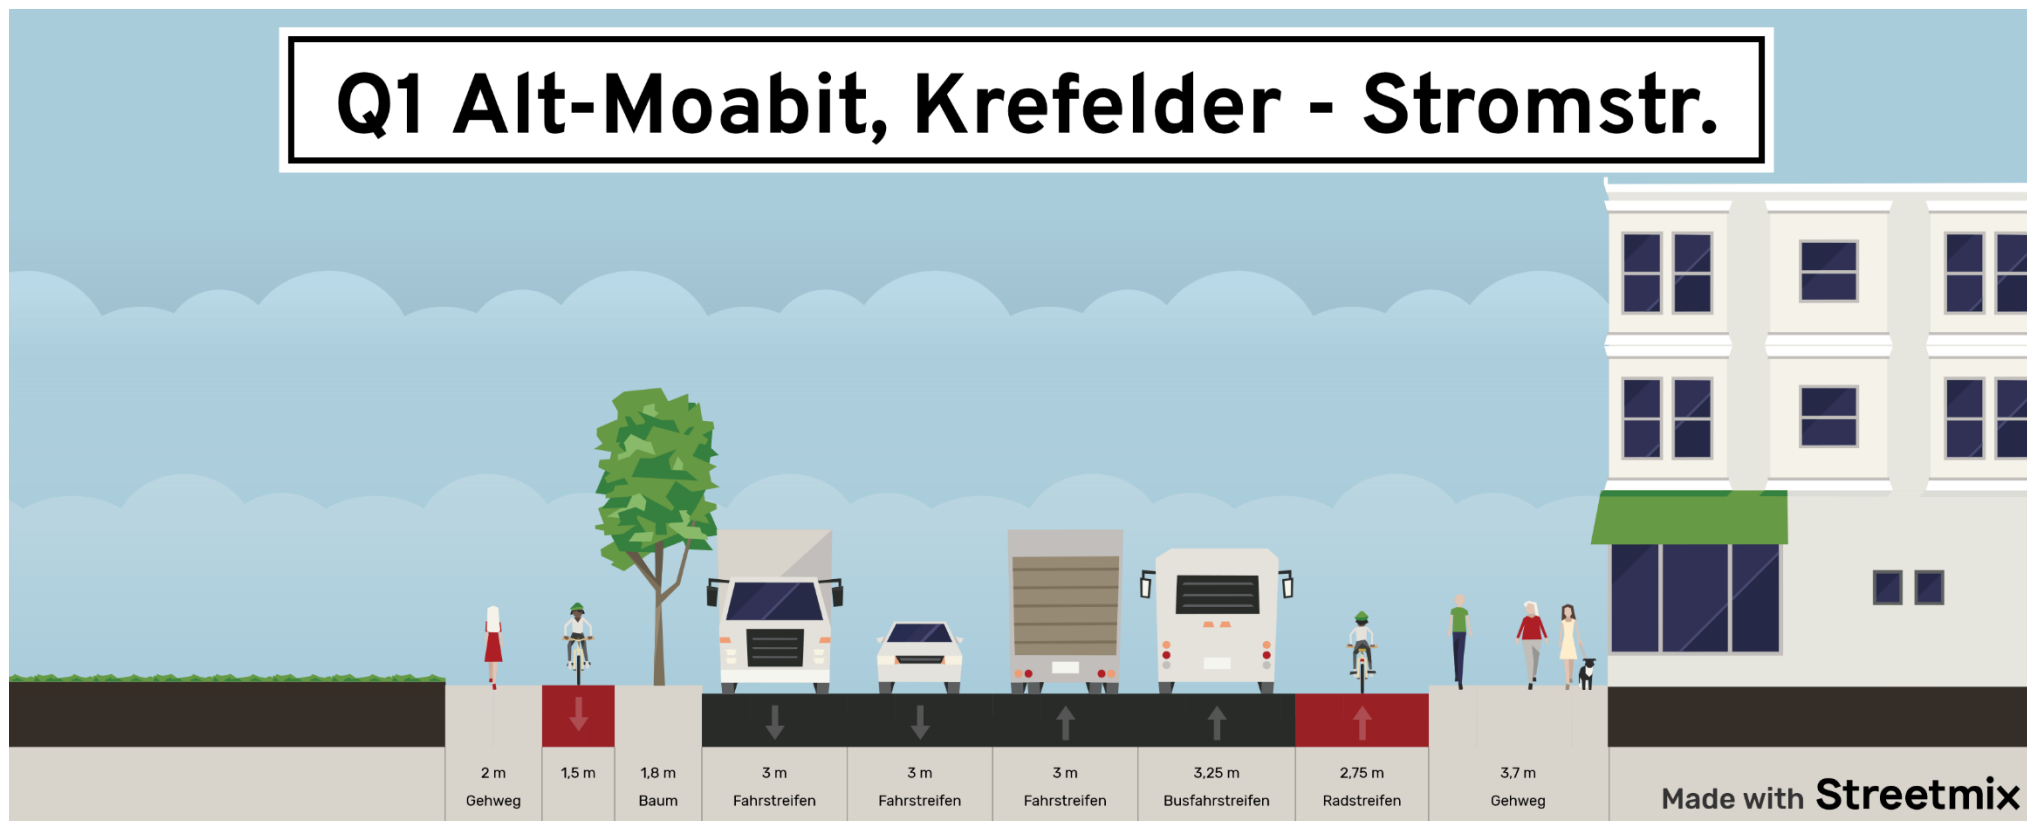 Q1 Alt-Moabit, Krefelder - Stromstr.
2 m
Gehweg
1,5 m
1,8 m
Baum
3 m
Fahrstreifen
3 m
Fahrstreifen
3 m
Fahrstreifen
3,25 m
Busfahrstreifen
2,75 m
Radstreifen
3,7 m
Gehweg
Made with Streetmix